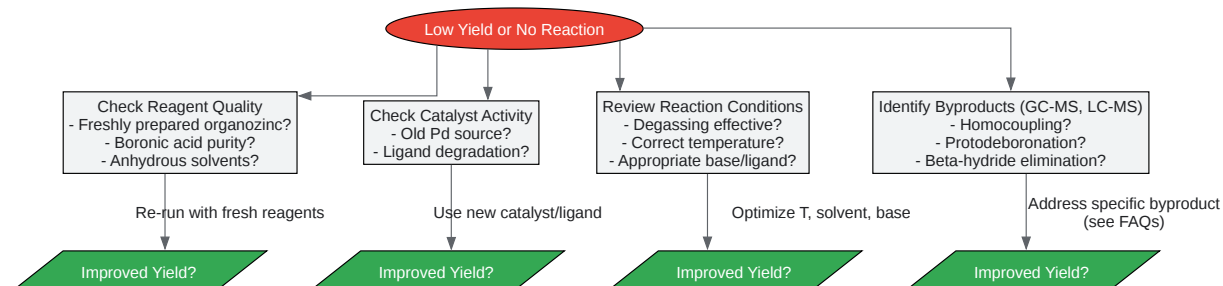 Low Yield or No Reaction
Check Reagent Quality
- Freshly prepared organozinc?
- Boronic acid purity?
- Anhydrous solvents?
Check Catalyst Activity
- Old Pd source?
- Ligand degradation?
Review Reaction Conditions
- Degassing effective?
- Correct temperature?
- Appropriate base/ligand?
Identify Byproducts (GC-MS, LC-MS)
- Homocoupling?
- Protodeboronation?
- Beta-hydride elimination?
Re-run with fresh reagents
Use new catalyst/ligand
Optimize T, solvent, base
Address specific byproduct
(see FAQs)
Improved Yield?
Improved Yield?
Improved Yield?
Improved Yield?